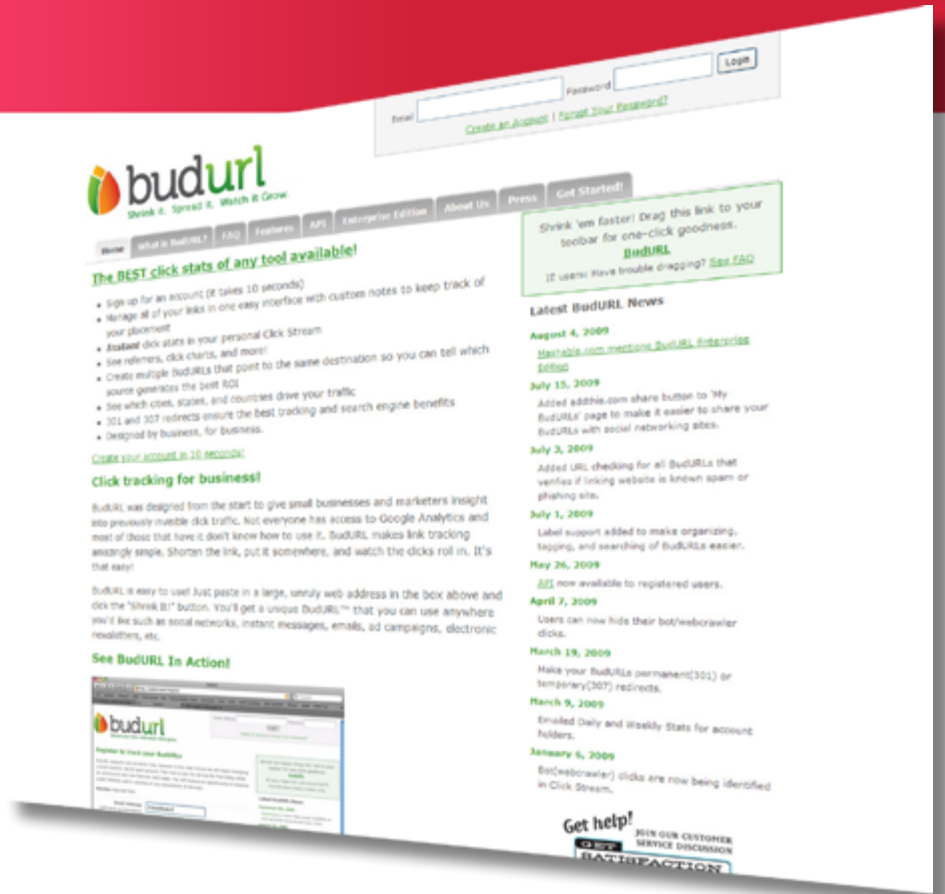 Email
Password
Login
Create an Account | Forgot Your Password?
budurl
Shrink it. Spread it. Watch it Grow.
Home
What is BudURL?
FAQ
Features
API
Enterprise Edition
About Us
Press
Get Started!
The BEST click stats of any tool available!
• Sign up for an account (it takes 10 seconds)
• Manage all of your links in one easy interface with custom notes to keep track of
your placement
• Instant click stats in your personal Click Stream
• See referrers, click charts, and more!
• Create multiple BudURLs that point to the same destination so you can tell which
source generates the best ROI
• See which cities, states, and countries drive your traffic
• 301 and 307 redirects ensure the best tracking and search engine benefits
• Designed by business, for business.
Create your account in 10 seconds!
Click tracking for business!
BudURL was designed from the start to give small businesses and marketers insight
into previously invisible click traffic. Not everyone has access to Google Analytics and
most of those that have it don't know how to use it. BudURL makes link tracking
amazingly simple. Shorten the link, put it somewhere, and watch the clicks roll in. It's
that easy!
BudURL is easy to use! Just paste in a large, unruly web address in the box above and
click the "Shrink It!" button. You'll get a unique BudURL™ that you can use anywhere
you'd like such as social networks, instant messages, emails, ad campaigns, electronic
newsletters, etc.
See BudURL In Action!
budurl
Register to track your BudURLs
Shrink 'em faster! Drag this link to your
toolbar for one-click goodness.
BudURL
IE users: Have trouble dragging? See FAQ
Latest BudURL News
August 4, 2009
Mashable.com mentions BudURL Enterprise
Edition
July 15, 2009
Added addthis.com share button to 'My
BudURLs' page to make it easier to share your
BudURLs with social networking sites.
July 3, 2009
Added URL checking for all BudURLs that
verifies if linking website is known spam or
phishing site.
July 1, 2009
Label support added to make organizing,
tagging, and searching of BudURLs easier.
May 26, 2009
API now available to registered users.
April 7, 2009
Users can now hide their bot/webcrawler
clicks.
March 19, 2009
Make your BudURLs permanent(301) or
temporary(307) redirects.
March 9, 2009
Emailed Daily and Weekly Stats for account
holders.
January 6, 2009
Bot(webcrawler) clicks are now being identified
in Click Stream.
Get help!
JOIN OUR CUSTOMER
SERVICE DISCUSSION
GET
SATISFACTION